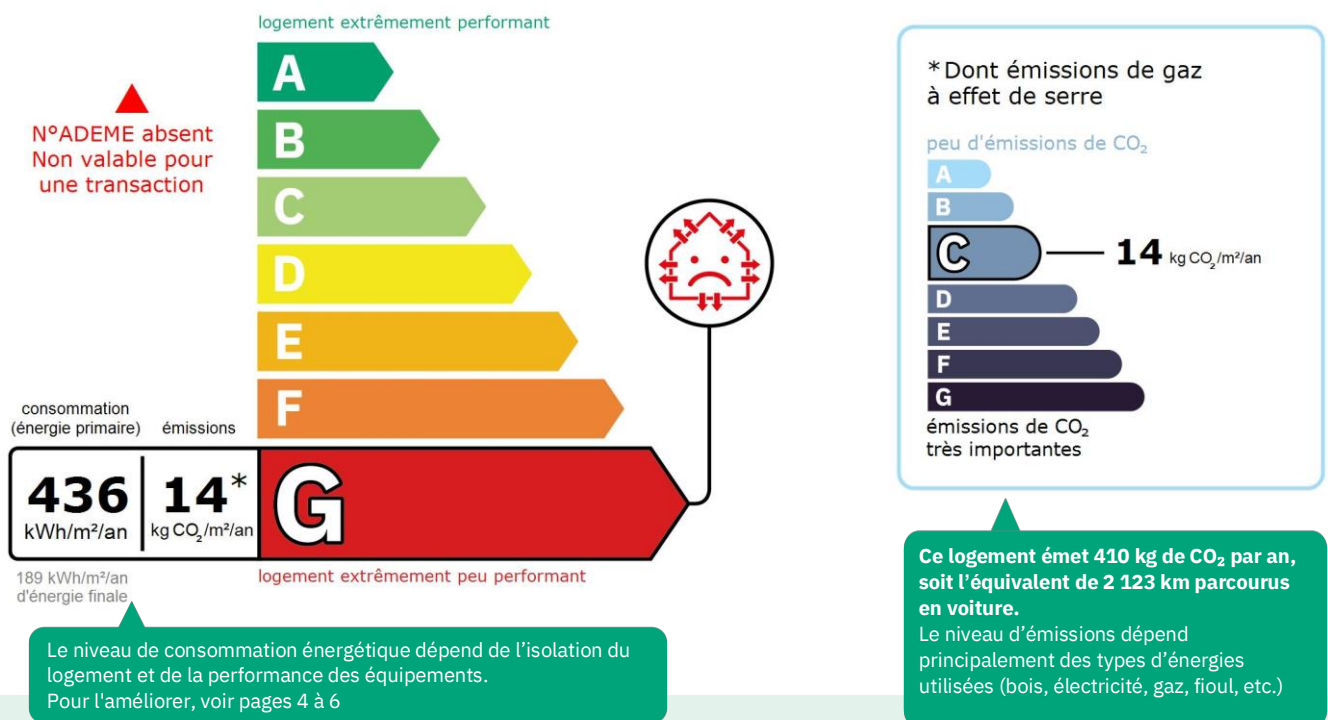 logement extrêmement performant
N°ADEME absent
Non valable pour
une transaction
A
B
C
D
E
F
consommation
(énergie primaire)
émissions
436
kWh/m²/an
14*
kg CO₂/m²/an
G
189 kWh/m²/an
d'énergie finale
logement extrêmement peu performant
Le niveau de consommation énergétique dépend de l’isolation du
logement et de la performance des équipements.
Pour l'améliorer, voir pages 4 à 6
*Dont émissions de gaz
à effet de serre
peu d'émissions de CO₂
A
B
C
14 kg CO₂/m²/an
D
E
F
G
émissions de CO₂
très importantes
Ce logement émet 410 kg de CO₂ par an,
soit l’équivalent de 2 123 km parcourus
en voiture.
Le niveau d’émissions dépend
principalement des types d’énergies
utilisées (bois, électricité, gaz, fioul, etc.)